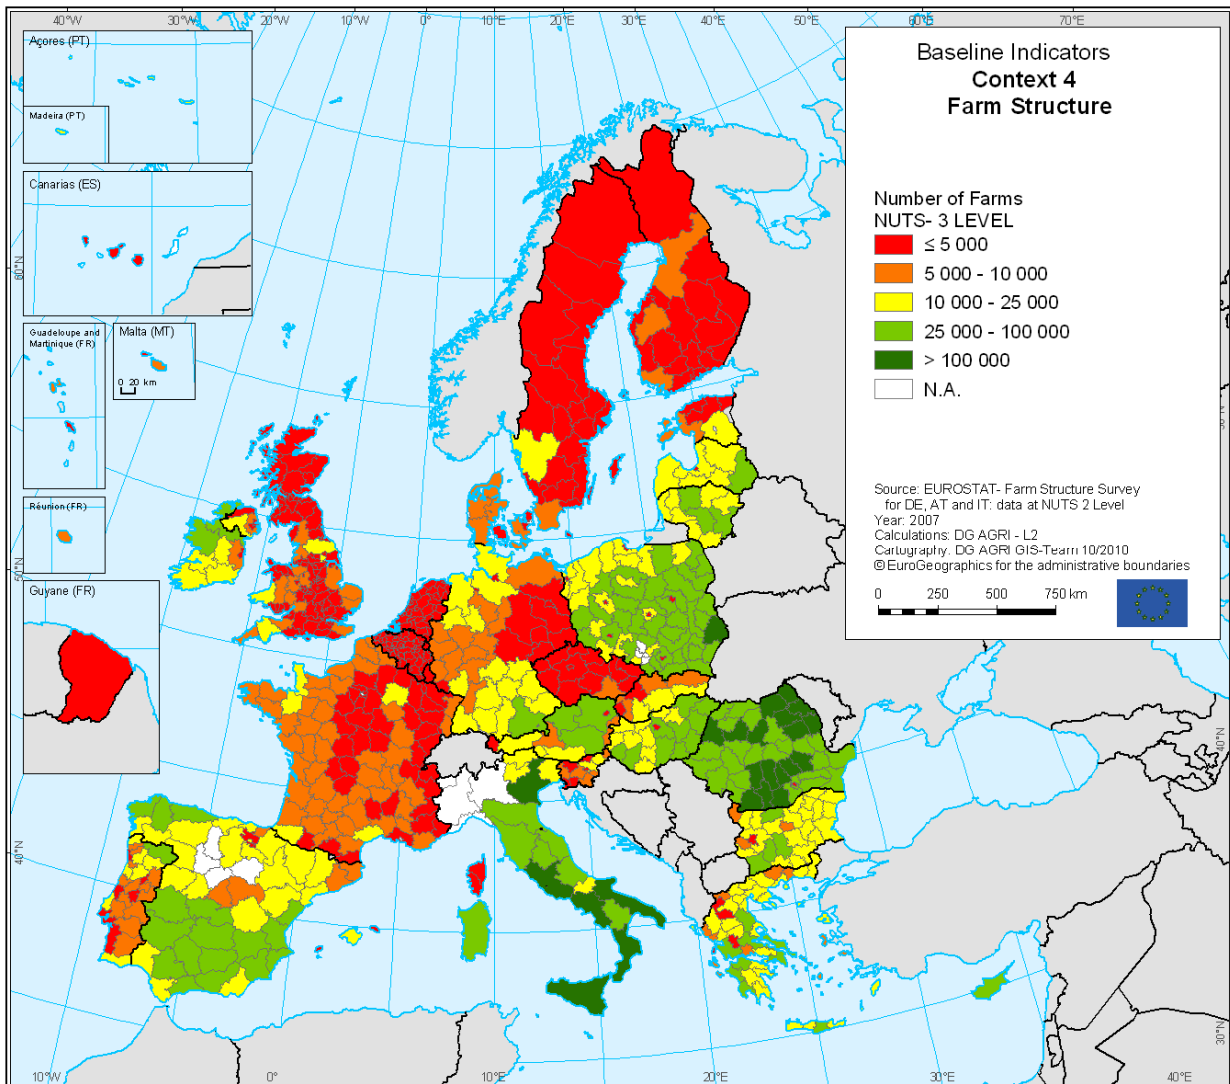 40°W
30°W
20°W
10°W
0°
10°E
20°E
30°E
40°E
50°E
60°E
70°E
Açores (PT)
Madeira (PT)
Canarias (ES)
Guadeloupe and
Martinique (FR)
Malta (MT)
0 20 km
Réunion (FR)
Guyane (FR)
Baseline Indicators
Context 4
Farm Structure
Number of Farms
NUTS- 3 LEVEL
≤ 5 000
5 000 - 10 000
10 000 - 25 000
25 000 - 100 000
> 100 000
N.A.
Source: EUROSTAT- Farm Structure Survey
for DE, AT and IT: data at NUTS 2 Level
Year: 2007
Calculations: DG AGRI - L2
Cartography: DG AGRI GIS-Team 10/2010
© EuroGeographics for the administrative boundaries
0 250 500 750 km
60°N
50°N
40°N
40°N
30°N
10°W
0°
10°E
20°E
30°E
40°E